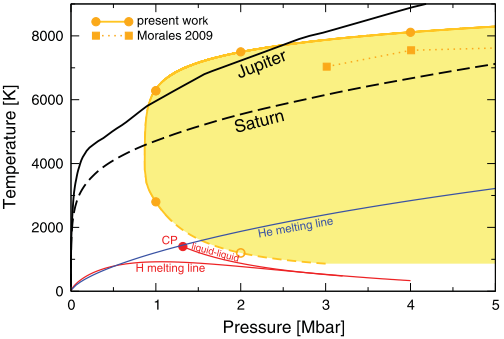 present work
Morales 2009
Jupiter
Saturn
He melting line
CP
liquid-liquid
H melting line
8000
6000
4000
2000
0
0
1
2
3
4
5
Temperature [K]
Pressure [Mbar]